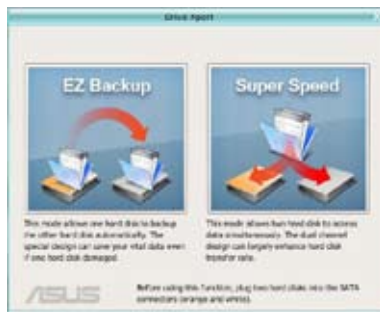 Drive Xpert
EZ Backup
Super Speed
This mode allows one hard disk to backup
the other hard disk automatically. The
special design can save your vital data even
if one hard disk damaged.
This mode allows two hard disk to access
data simultaneously. The dual channel
design can largely enhance hard disk
transfer rate.
ASUS
Before using this function, plug two hard disks into the SATA
connectors (orange and white).